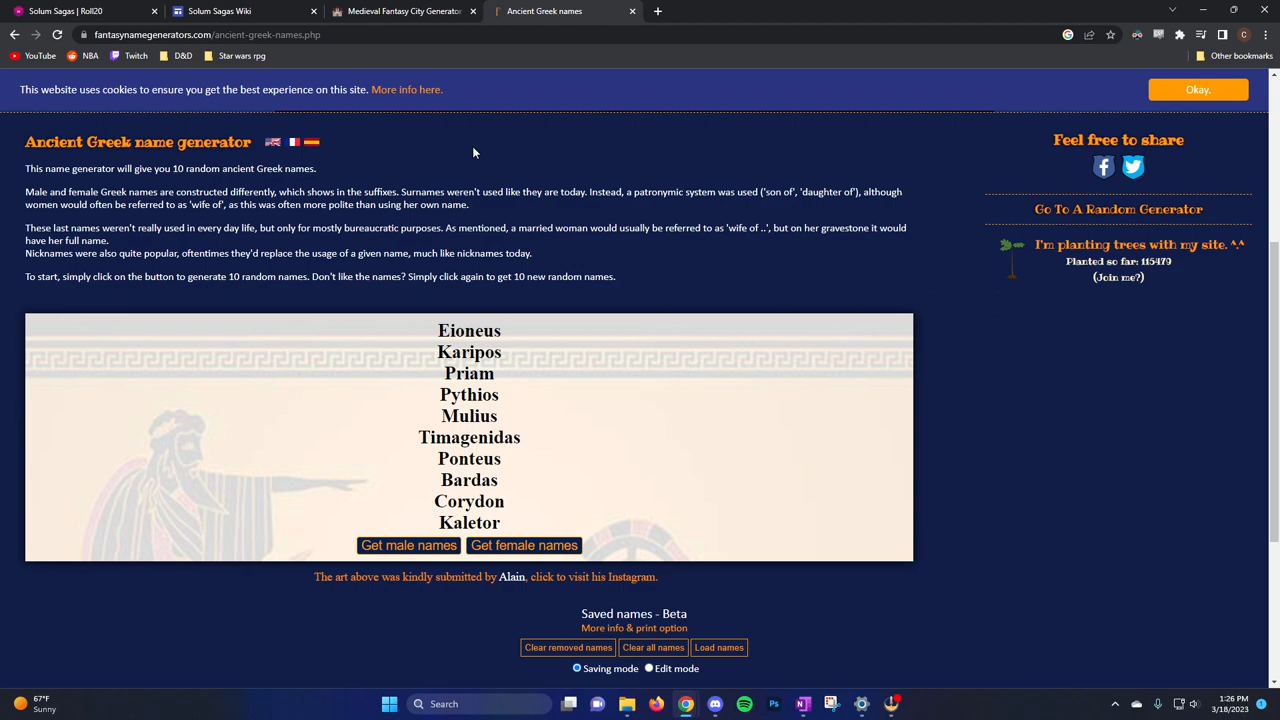 Solum Sagas | Roll20
Solum Sagas Wiki
Medieval Fantasy City Generator
Ancient Greek names
fantasynamegenerators.com/ancient-greek-names.php
YouTube
NBA
Twitch
D&D
Star wars rpg
Other bookmarks
This website uses cookies to ensure you get the best experience on this site. More info here.
Okay.
Ancient Greek name generator
This name generator will give you 10 random ancient Greek names.
Male and female Greek names are constructed differently, which shows in the suffixes. Surnames weren't used like they are today. Instead, a patronymic system was used ('son of', 'daughter of'), although
women would often be referred to as 'wife of', as this was often more polite than using her own name.
These last names weren't really used in every day life, but only for mostly bureaucratic purposes. As mentioned, a married woman would usually be referred to as 'wife of ..', but on her gravestone it would
have her full name.
Nicknames were also quite popular, oftentimes they'd replace the usage of a given name, much like nicknames today.
To start, simply click on the button to generate 10 random names. Don't like the names? Simply click again to get 10 new random names.
Feel free to share
Go To A Random Generator
I'm planting trees with my site. ^.^
Planted so far: 115479
(Join me?)
Eioneus
Karipos
Priam
Pythios
Mulius
Timagenidas
Ponteus
Bardas
Corydon
Kaletor
Get male names
Get female names
The art above was kindly submitted by Alain, click to visit his Instagram.
Saved names - Beta
More info & print option
Clear removed names
Clear all names
Load names
Saving mode
Edit mode
67°F
Sunny
Search
1:26 PM
3/18/2023